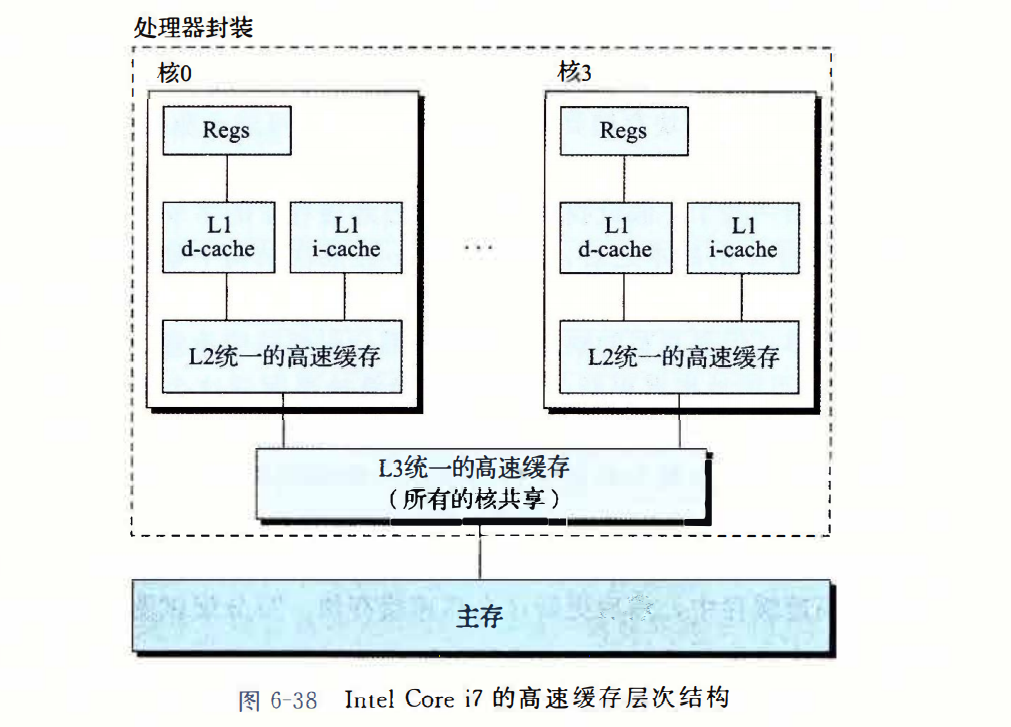 处理器封装
核0
核3
Regs
Regs
L1
d-cache
L1
i-cache
...
L1
d-cache
L1
i-cache
L2统一的高速缓存
L2统一的高速缓存
L3统一的高速缓存
（所有的核共享）
主存
图 6-38 Intel Core i7 的高速缓存层次结构